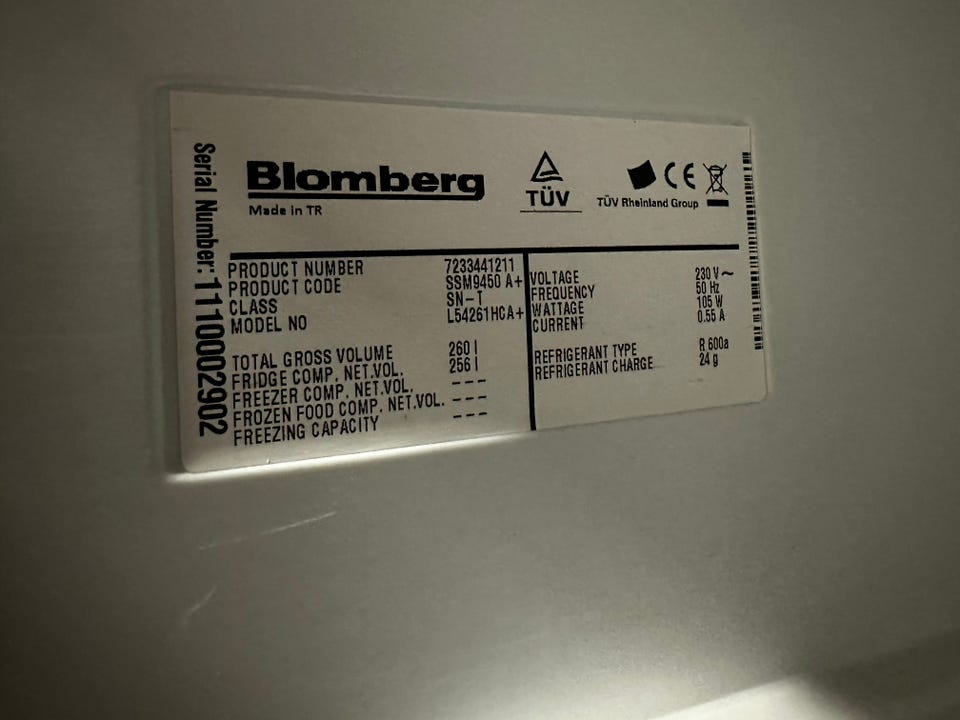 Serial Number: 1110002902
Blomberg
Made in TR
TÜV
CE
TÜV Rheinland Group
PRODUCT NUMBER 7233441211
PRODUCT CODE SSM9450 A+
CLASS SN-T
MODEL NO L54261HCA+
TOTAL GROSS VOLUME 260 l
FRIDGE COMP. NET.VOL. 256 l
FREEZER COMP. NET.VOL. ---
FROZEN FOOD COMP. NET.VOL. ---
FREEZING CAPACITY ---
VOLTAGE 230 V ~
FREQUENCY 50 Hz
WATTAGE 105 W
CURRENT 0.55 A
REFRIGERANT TYPE R 600a
REFRIGERANT CHARGE 24 g